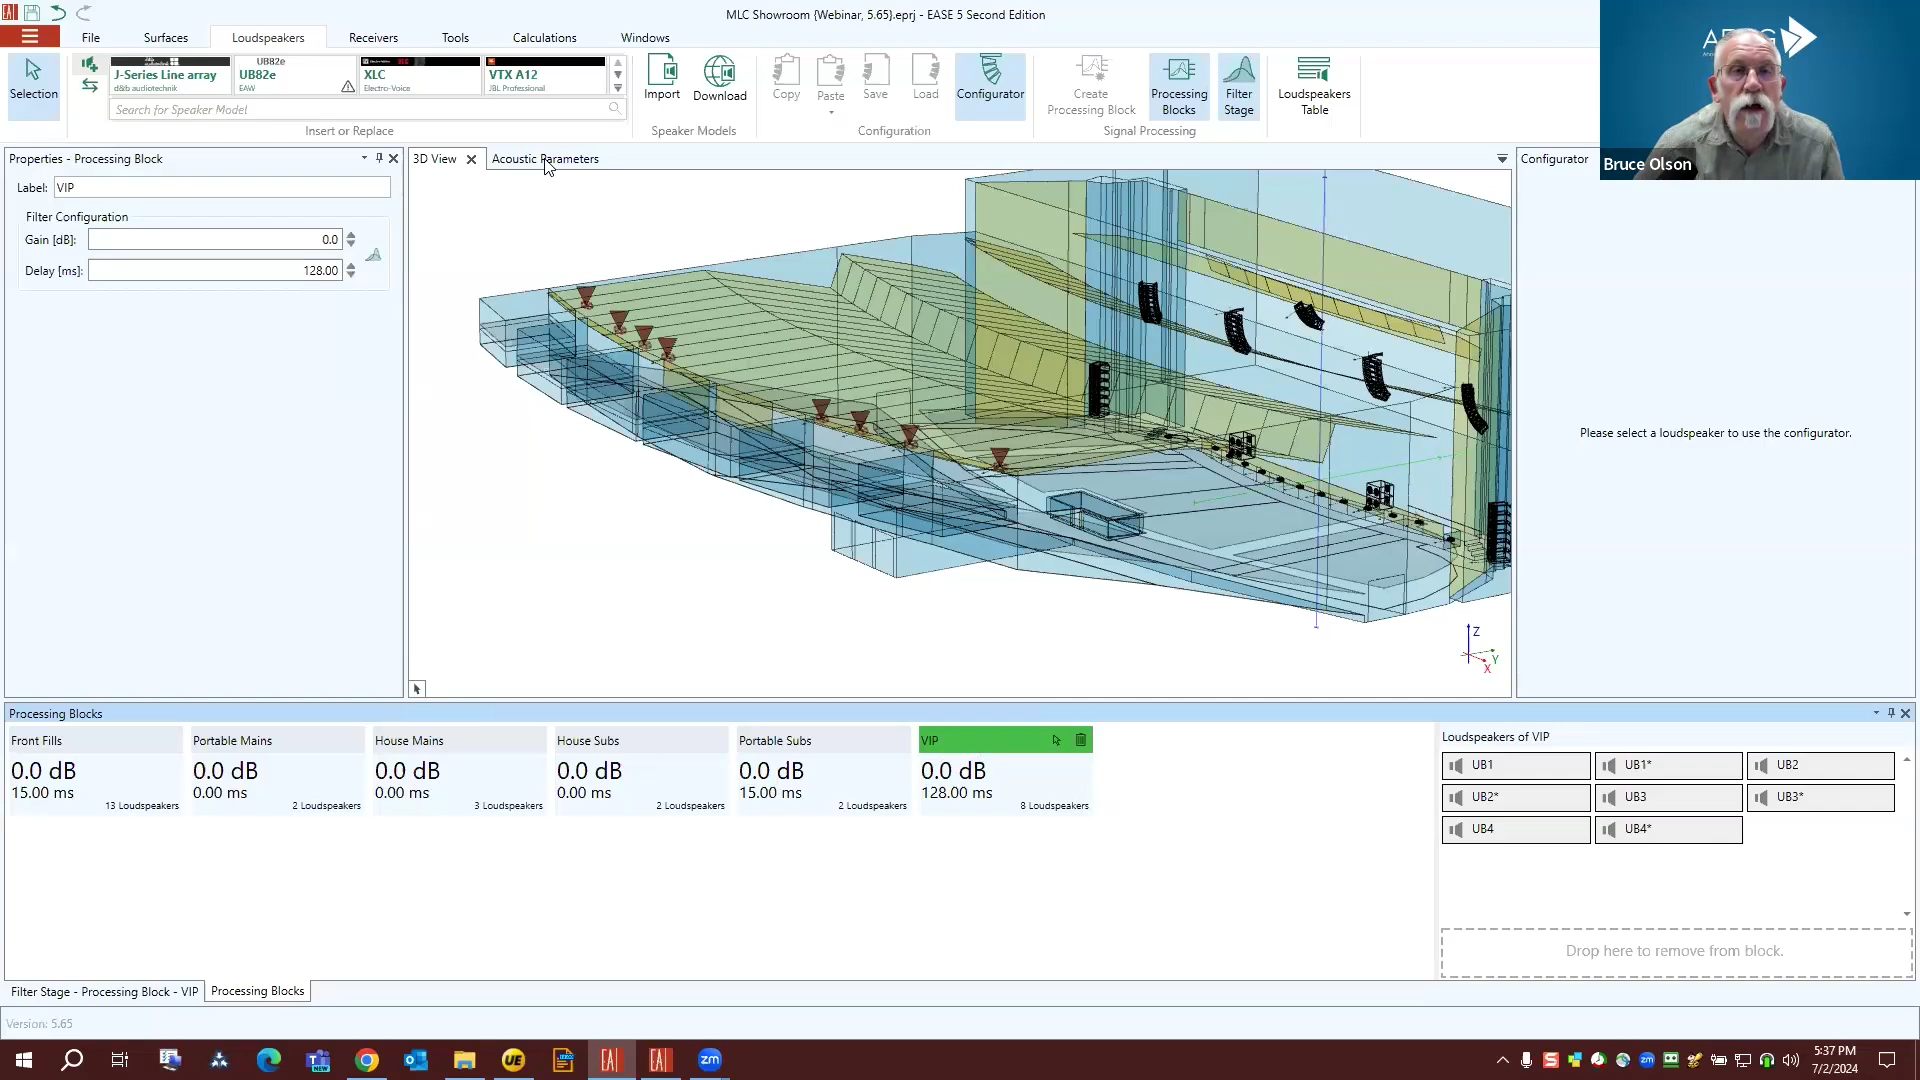 MLC Showroom {Webinar, 5.65}.eprj - EASE 5 Second Edition
File
Surfaces
Loudspeakers
Receivers
Tools
Calculations
Windows
Selection
J-Series Line array
d&b audiotechnik
UB82e
UB82e
EAW
XLC
Electro-Voice
VTX A12
JBL Professional
Search for Speaker Model
Insert or Replace
Import
Download
Speaker Models
Copy
Paste
Save
Load
Configurator
Configuration
Create
Processing Block
Processing
Blocks
Filter
Stage
Signal Processing
Loudspeakers
Table
Bruce Olson
Properties - Processing Block
Label: VIP
Filter Configuration
Gain [dB]: 0.0
Delay [ms]: 128.00
3D View
Acoustic Parameters
Z
Y
X
Configurator
Please select a loudspeaker to use the configurator.
Processing Blocks
Front Fills
0.0 dB
15.00 ms
13 Loudspeakers
Portable Mains
0.0 dB
0.00 ms
2 Loudspeakers
House Mains
0.0 dB
0.00 ms
3 Loudspeakers
House Subs
0.0 dB
0.00 ms
2 Loudspeakers
Portable Subs
0.0 dB
15.00 ms
2 Loudspeakers
VIP
0.0 dB
128.00 ms
8 Loudspeakers
Loudspeakers of VIP
UB1
UB1*
UB2
UB2*
UB3
UB3*
UB4
UB4*
Drop here to remove from block.
Filter Stage - Processing Block - VIP
Processing Blocks
Version: 5.65
5:37 PM
7/2/2024